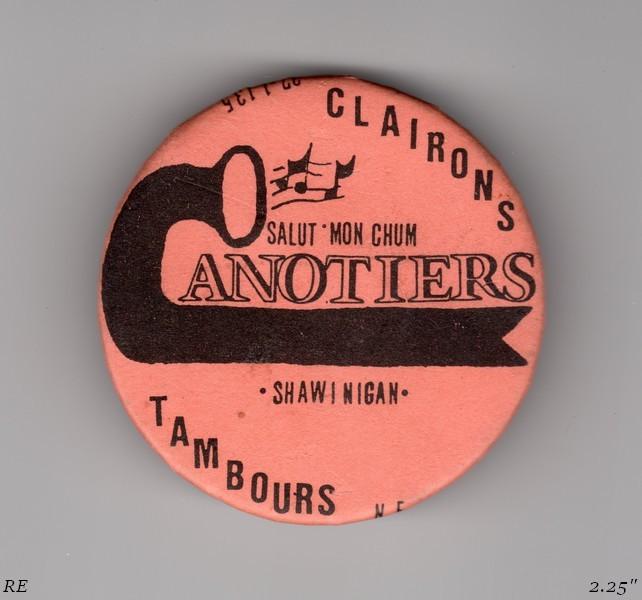 CLAIRONS
SALUT MON CHUM
CANOTIERS
• SHAWINIGAN •
TAMBOURS
RE
2.25"